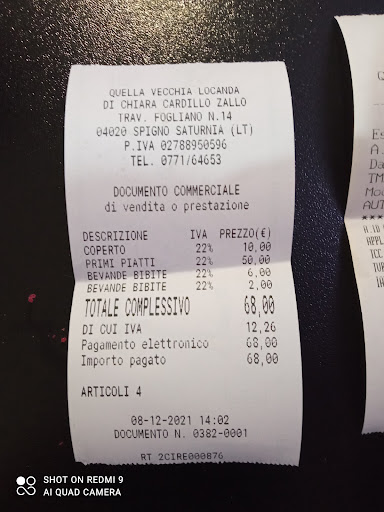 QUELLA VECCHIA LOCANDA
DI CHIARA CARDILLO ZALLO
TRAV. FOGLIANO N.14
04020 SPIGNO SATURNIA (LT)
P.IVA 02788950596
TEL. 0771/64653
DOCUMENTO COMMERCIALE
di vendita o prestazione
DESCRIZIONE IVA PREZZO(€)
COPERTO 22% 10,00
PRIMI PIATTI 22% 50,00
BEVANDE BIBITE 22% 6,00
BEVANDE BIBITE 22% 2,00
TOTALE COMPLESSIVO 68,00
DI CUI IVA 12,26
Pagamento elettronico 68,00
Importo pagato 68,00
ARTICOLI 4
08-12-2021 14:02
DOCUMENTO N. 0382-0001
RT 2CIRE000876
SHOT ON REDMI 9
AI QUAD CAMERA